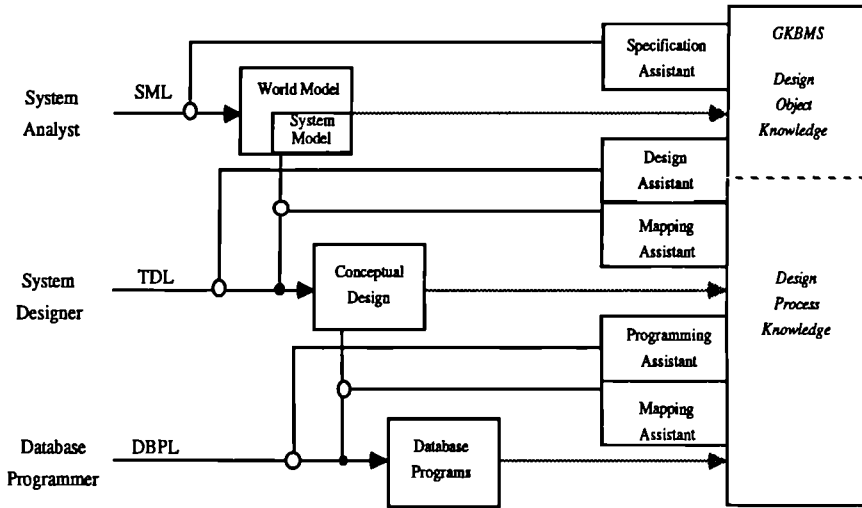 Specification
Assistant
GKBMS
Design
Object
Knowledge
System
Analyst
SML
World Model
System
Model
Design
Assistant
Mapping
Assistant
System
Designer
TDL
Conceptual
Design
Design
Process
Knowledge
Programming
Assistant
Mapping
Assistant
Database
Programmer
DBPL
Database
Programs